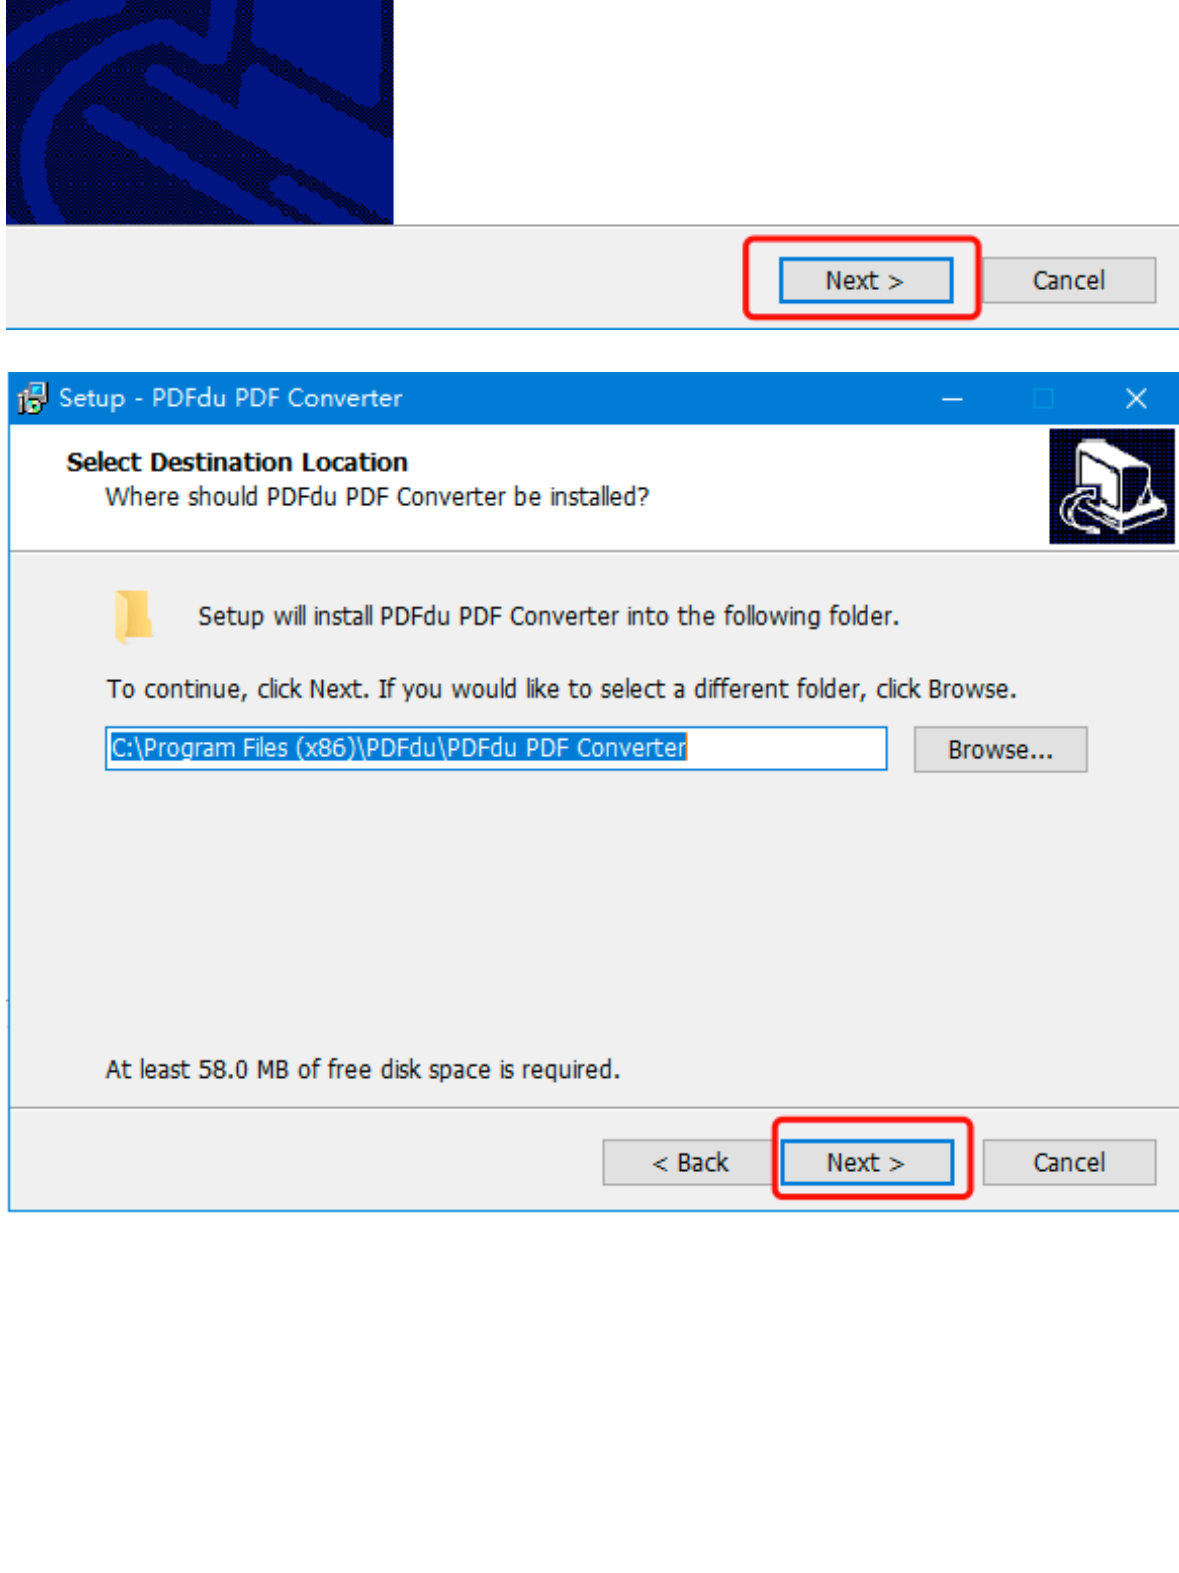 Next >
Cancel
Setup - PDFdu PDF Converter
Select Destination Location
Where should PDFdu PDF Converter be installed?
Setup will install PDFdu PDF Converter into the following folder.
To continue, click Next. If you would like to select a different folder, click Browse.
C:\Program Files (x86)\PDFdu\PDFdu PDF Converter
Browse...
At least 58.0 MB of free disk space is required.
< Back
Next >
Cancel